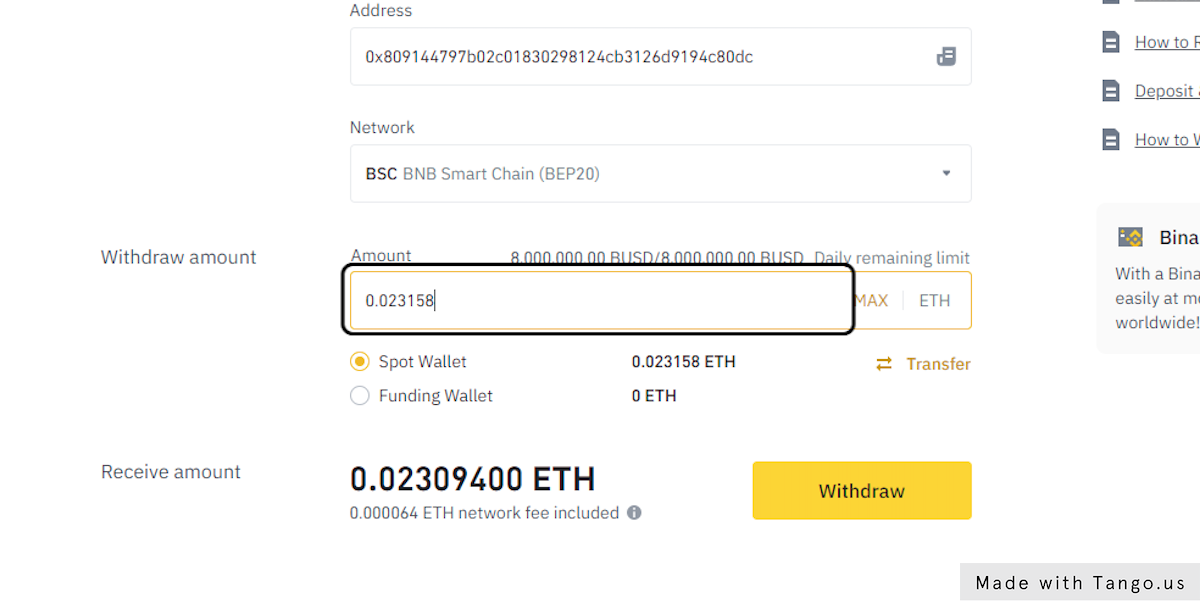 Address
0x809144797b02c01830298124cb3126d9194c80dc
How to
Deposit
How to
Network
BSC BNB Smart Chain (BEP20)
Withdraw amount
Amount
8,000,000.00 BUSD/8,000,000.00 BUSD Daily remaining limit
0.023158
MAX
ETH
Spot Wallet
0.023158 ETH
Transfer
Funding Wallet
0 ETH
Receive amount
0.02309400 ETH
0.000064 ETH network fee included
Withdraw
Bina
With a Bina
easily at mo
worldwide!
Made with Tango.us